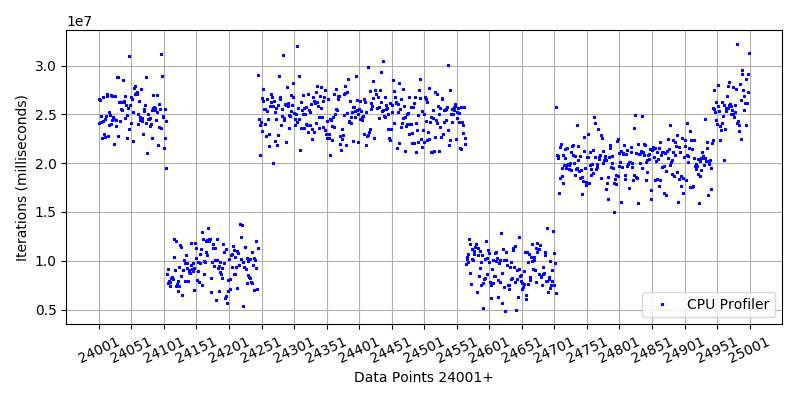 1e7
3.0
2.5
2.0
1.5
1.0
0.5
Iterations (milliseconds)
CPU Profiler
24001 24051 24101 24151 24201 24251 24301 24351 24401 24451 24501 24551 24601 24651 24701 24751 24801 24851 24901 24951 25001
Data Points 24001+